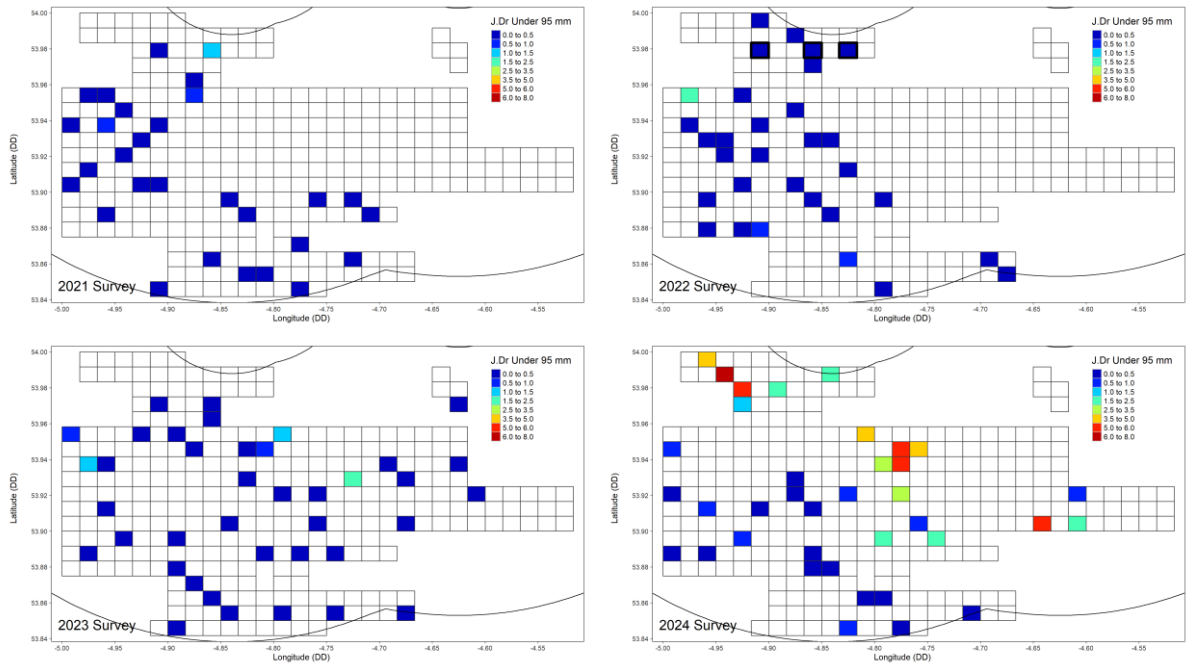 J.Dr Under 95 mm
0.0 to 0.5
0.5 to 1.0
1.0 to 1.5
1.5 to 2.5
2.5 to 3.5
3.5 to 5.0
5.0 to 6.0
6.0 to 8.0
54.00
53.98
53.96
53.94
53.92
53.90
53.88
53.86
53.84
Latitude (DD)
2021 Survey
-5.00 -4.95 -4.90 -4.85 -4.80 -4.75 -4.70 -4.65 -4.60 -4.55
Longitude (DD)
J.Dr Under 95 mm
0.0 to 0.5
0.5 to 1.0
1.0 to 1.5
1.5 to 2.5
2.5 to 3.5
3.5 to 5.0
5.0 to 6.0
6.0 to 8.0
54.00
53.98
53.96
53.94
53.92
53.90
53.88
53.86
53.84
Latitude (DD)
2022 Survey
-5.00 -4.95 -4.90 -4.85 -4.80 -4.75 -4.70 -4.65 -4.60 -4.55
Longitude (DD)
J.Dr Under 95 mm
0.0 to 0.5
0.5 to 1.0
1.0 to 1.5
1.5 to 2.5
2.5 to 3.5
3.5 to 5.0
5.0 to 6.0
6.0 to 8.0
54.00
53.98
53.96
53.94
53.92
53.90
53.88
53.86
53.84
Latitude (DD)
2023 Survey
-5.00 -4.95 -4.90 -4.85 -4.80 -4.75 -4.70 -4.65 -4.60 -4.55
Longitude (DD)
J.Dr Under 95 mm
0.0 to 0.5
0.5 to 1.0
1.0 to 1.5
1.5 to 2.5
2.5 to 3.5
3.5 to 5.0
5.0 to 6.0
6.0 to 8.0
54.00
53.98
53.96
53.94
53.92
53.90
53.88
53.86
53.84
Latitude (DD)
2024 Survey
-5.00 -4.95 -4.90 -4.85 -4.80 -4.75 -4.70 -4.65 -4.60 -4.55
Longitude (DD)